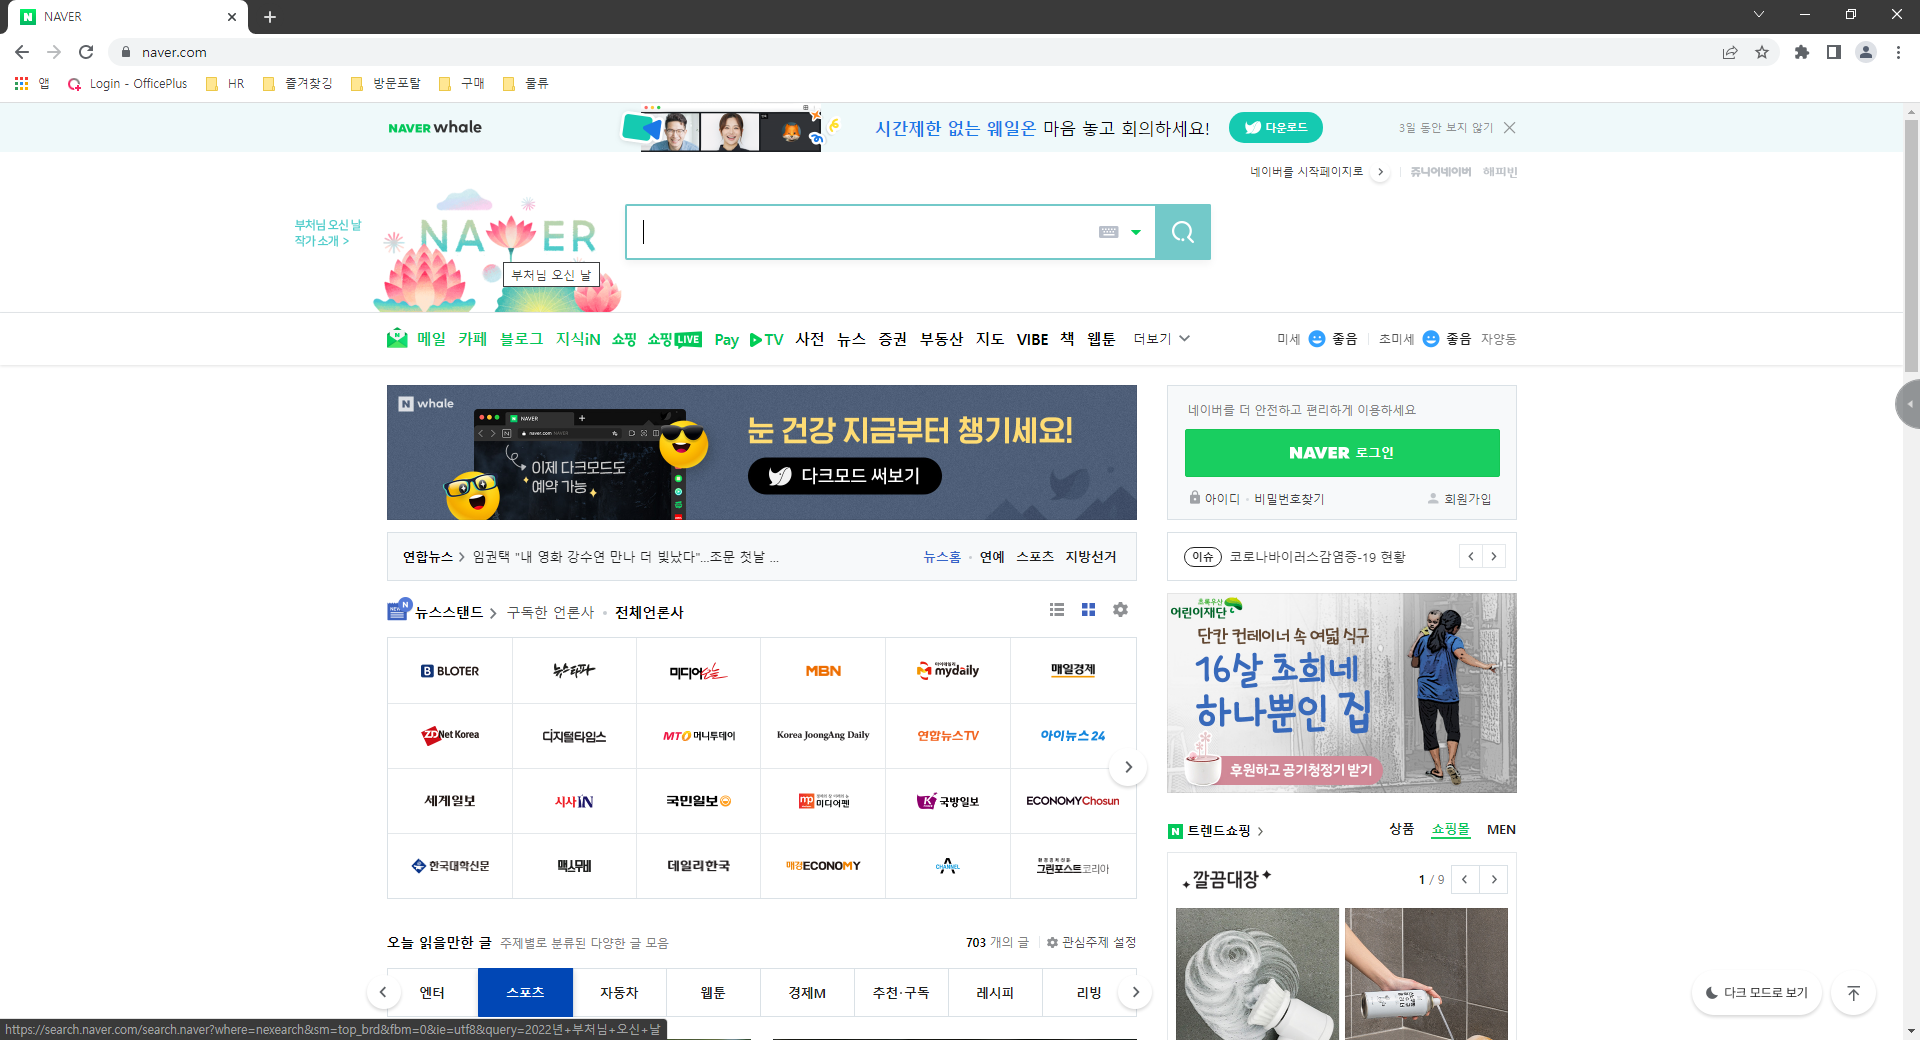 NAVER
naver.com
앱 Login - OfficePlus HR 즐겨찾깅 방문포탈 구매 물류
NAVER whale
시간제한 없는 웨일온 마음 놓고 회의하세요!
다운로드
3일 동안 보지 않기
네이버를 시작페이지로
쥬니어네이버 해피빈
부처님 오신 날
작가 소개 >
NAVER
부처님 오신 날
메일 카페 블로그 지식iN 쇼핑 쇼핑LIVE Pay TV 사전 뉴스 증권 부동산 지도 VIBE 책 웹툰 더보기
미세 좋음 초미세 좋음 자양동
N whale
NAVER
naver.com
이제 다크모드도
예약 가능
눈 건강 지금부터 챙기세요!
다크모드 써보기
네이버를 더 안전하고 편리하게 이용하세요
NAVER 로그인
아이디 · 비밀번호찾기 회원가입
연합뉴스 > 임권택 "내 영화 강수연 만나 더 빛났다"...조문 첫날 ...
뉴스홈 · 연예 스포츠 지방선거
이슈 코로나바이러스감염증-19 현황
뉴스스탠드 > 구독한 언론사 · 전체언론사
BLOTER 뉴스타파 미디어오늘 MBN 마이데일리 mydaily 매일경제
ZDNet Korea 디지털타임스 MTO 머니투데이 Korea JoongAng Daily 연합뉴스TV 아이뉴스24
세계일보 시사IN 국민일보 mp 미디어펜 K 국방일보 ECONOMYChosun
한국대학신문 맥스무비 데일리한국 매경ECONOMY CHANNEL A 환경경제신문 그린포스트코리아
초록우산
어린이재단
단칸 컨테이너 속 여덟 식구
16살 초희네
하나뿐인 집
후원하고 공기청정기 받기
N 트렌드쇼핑 >
상품 쇼핑몰 MEN
깔끔대장
1 / 9
오늘 읽을만한 글 주제별로 분류된 다양한 글 모음
703 개의 글 관심주제 설정
엔터 스포츠 자동차 웹툰 경제M 추천·구독 레시피 리빙
다크 모드로 보기
https://search.naver.com/search.naver?where=nexearch&sm=top_brd&fbm=0&ie=utf8&query=2022년+부처님+오신+날